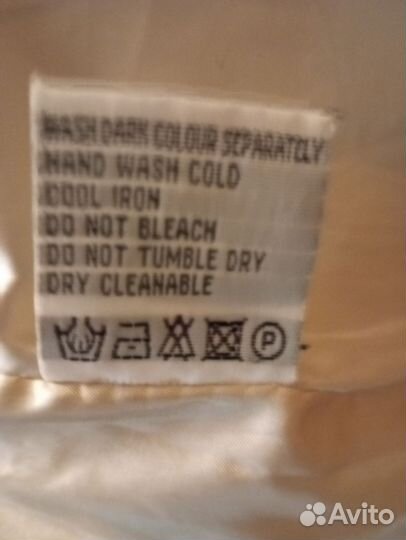 WASH DARK COLOUR SEPARATELY
HAND WASH COLD
COOL IRON
DO NOT BLEACH
DO NOT TUMBLE DRY
DRY CLEANABLE
P
Avito